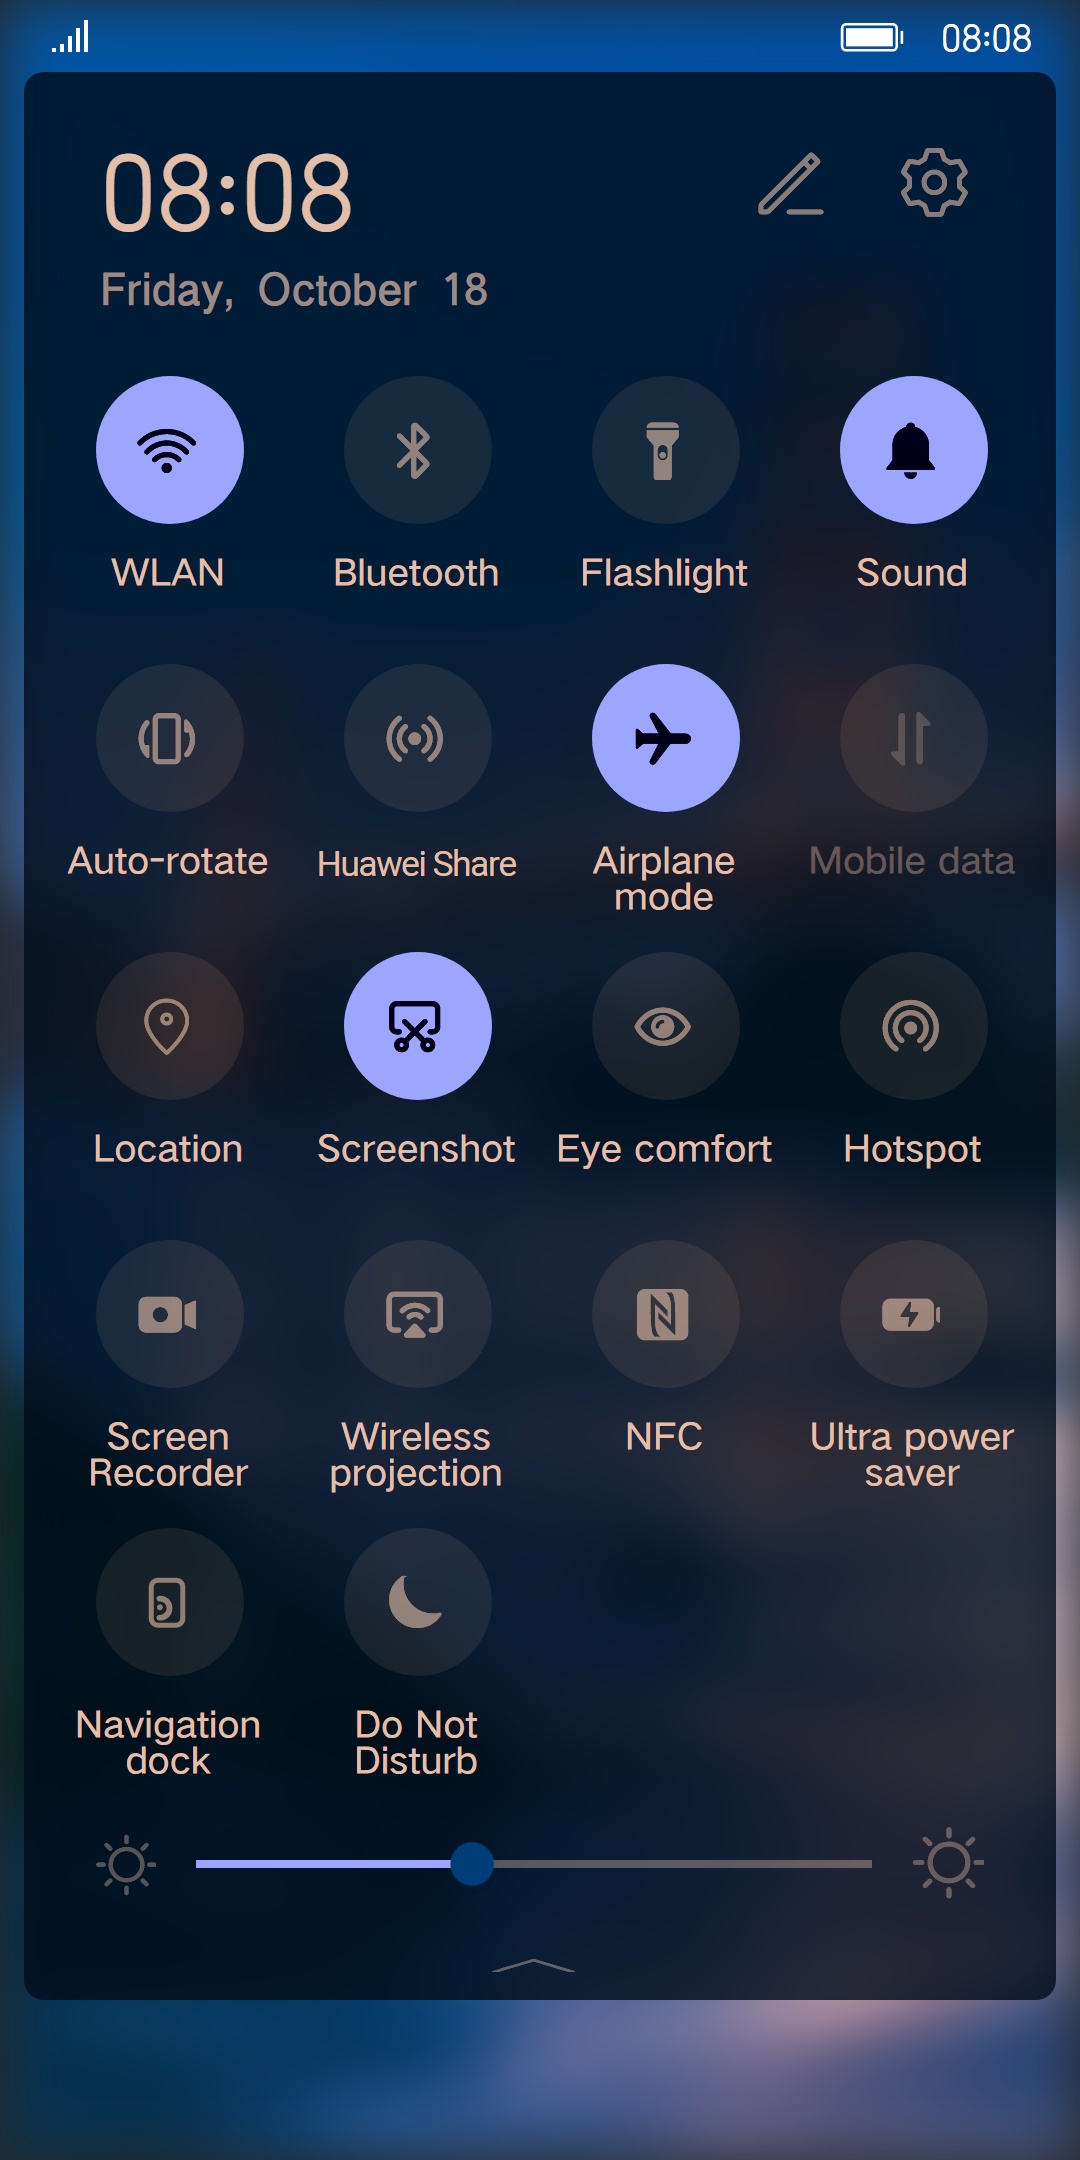 08:08
08:08
Friday, October 18
WLAN
Bluetooth
Flashlight
Sound
Auto-rotate
Huawei Share
Airplane
mode
Mobile data
Location
Screenshot
Eye comfort
Hotspot
Screen
Recorder
Wireless
projection
NFC
Ultra power
saver
Navigation
dock
Do Not
Disturb